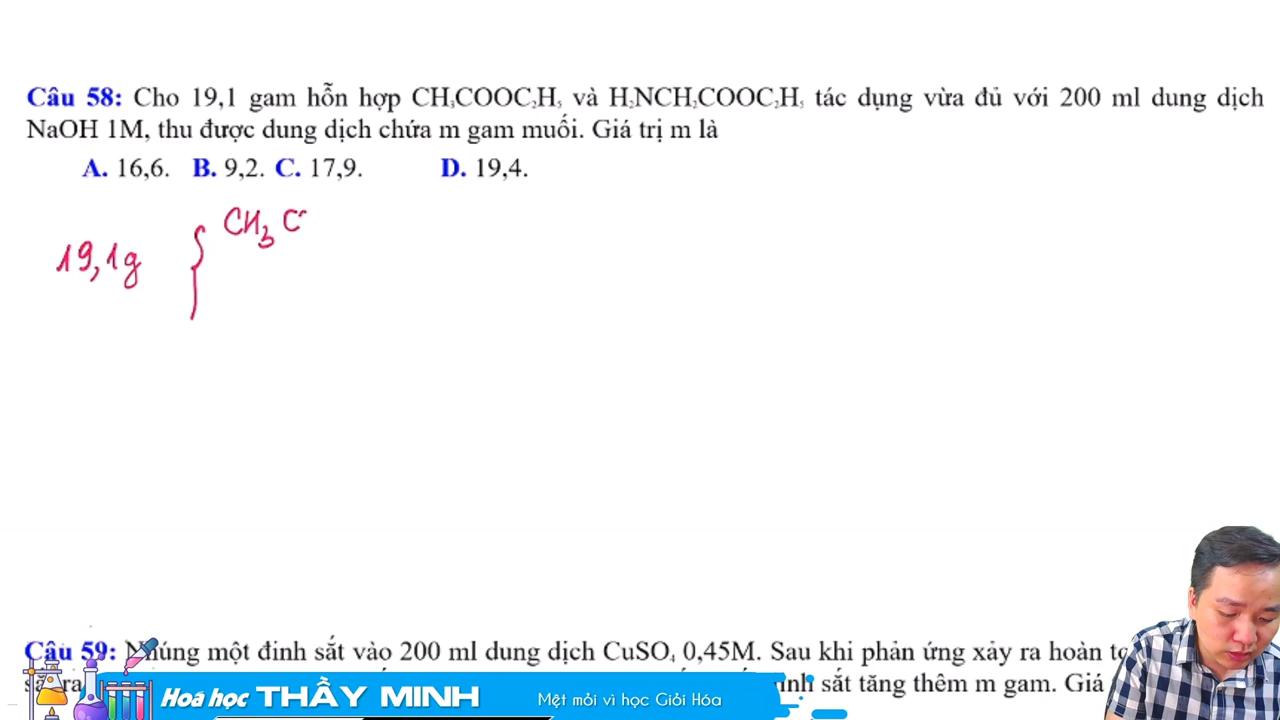 Câu 58: Cho 19,1 gam hỗn hợp CH₃COOC₂H₅ và H₂NCH₂COOC₂H₅ tác dụng vừa đủ với 200 ml dung dịch
NaOH 1M, thu được dung dịch chứa m gam muối. Giá trị m là
A. 16,6. B. 9,2. C. 17,9. D. 19,4.
19,1g { CH₃ C
Câu 59: Nhúng một đinh sắt vào 200 ml dung dịch CuSO₄ 0,45M. Sau khi phản ứng xảy ra hoàn
ra
sắt tăng thêm m gam. Giá
Hoá học THẦY MINH
Mệt mỏi vì học Giỏi Hóa